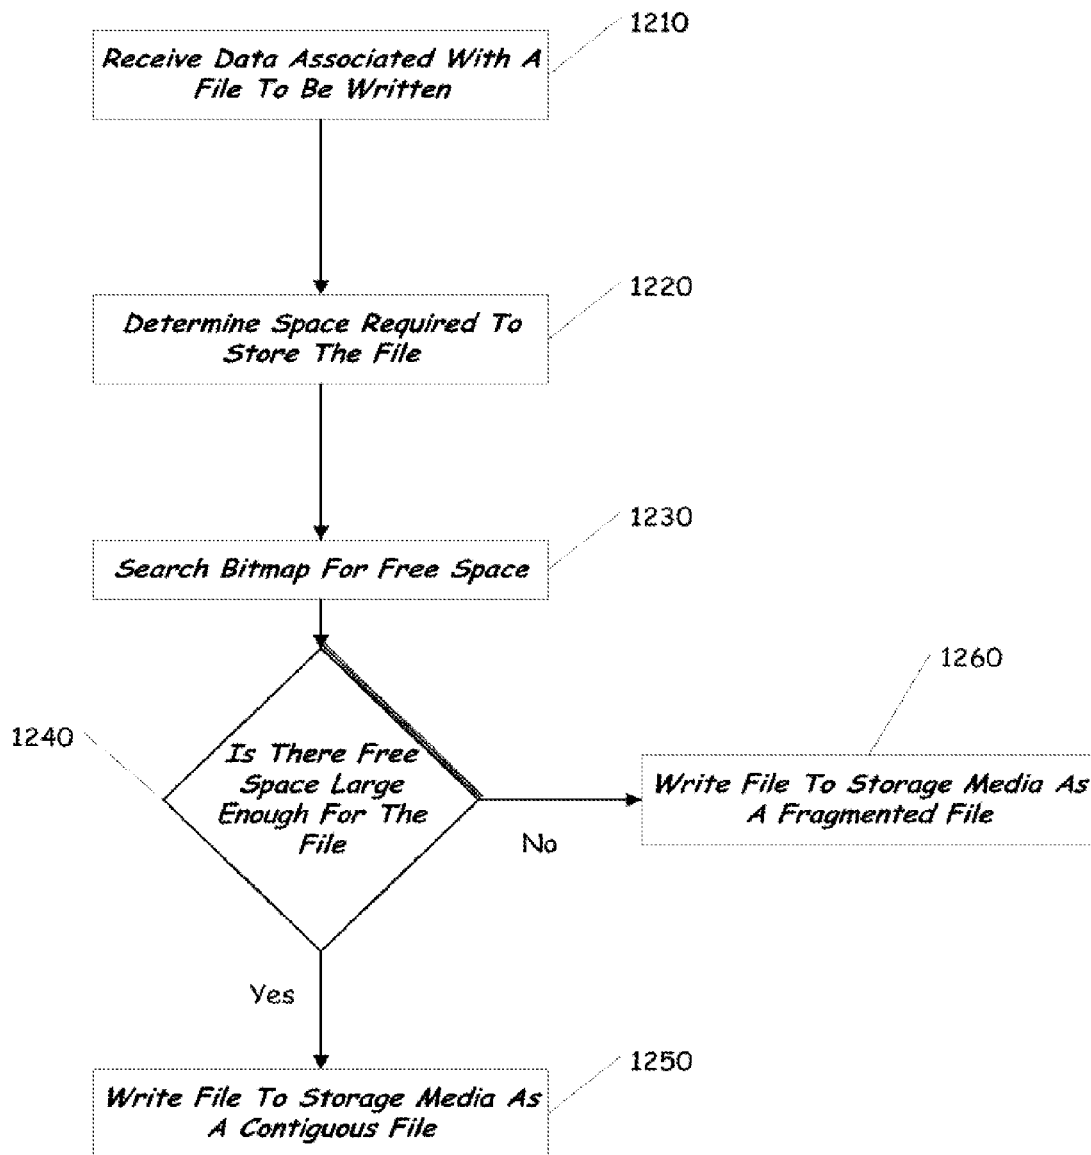 1210
Receive Data Associated With A
File To Be Written
1220
Determine Space Required To
Store The File
1230
Search Bitmap For Free Space
1260
1240
Is There Free
Space Large
Enough For The
File
Write File To Storage Media As
A Fragmented File
No
Yes
1250
Write File To Storage Media As
A Contiguous File